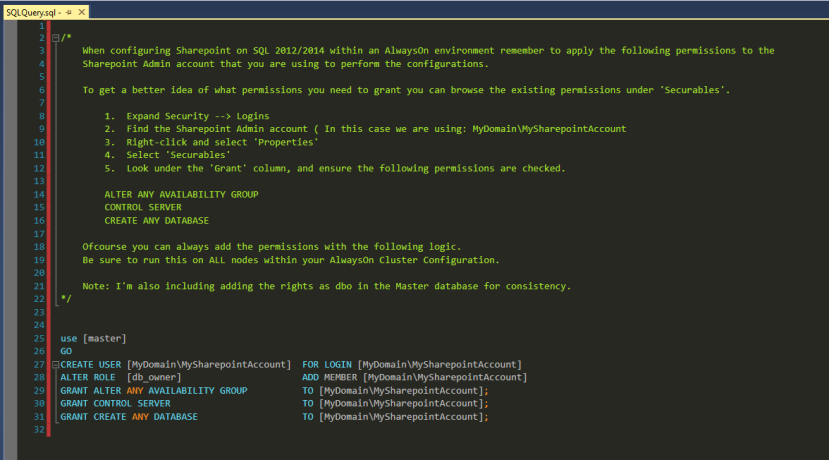 SQLQuery.sql -
1
2 /*
3 When configuring Sharepoint on SQL 2012/2014 within an AlwaysOn environment remember to apply the following permissions to the
4 Sharepoint Admin account that you are using to perform the configurations.
5
6 To get a better idea of what permissions you need to grant you can browse the existing permissions under 'Securables'.
7
8 1. Expand Security --> Logins
9 2. Find the Sharepoint Admin account ( In this case we are using: MyDomain\MySharepointAccount
10 3. Right-click and select 'Properties'
11 4. Select 'Securables'
12 5. Look under the 'Grant' column, and ensure the following permissions are checked.
13
14 ALTER ANY AVAILABILITY GROUP
15 CONTROL SERVER
16 CREATE ANY DATABASE
17
18 Ofcourse you can always add the permissions with the following logic.
19 Be sure to run this on ALL nodes within your AlwaysOn Cluster Configuration.
20
21 Note: I'm also including adding the rights as dbo in the Master database for consistency.
22 */
23
24
25 use [master]
26 GO
27 CREATE USER [MyDomain\MySharepointAccount] FOR LOGIN [MyDomain\MySharepointAccount]
28 ALTER ROLE [db_owner] ADD MEMBER [MyDomain\MySharepointAccount]
29 GRANT ALTER ANY AVAILABILITY GROUP TO [MyDomain\MySharepointAccount];
30 GRANT CONTROL SERVER TO [MyDomain\MySharepointAccount];
31 GRANT CREATE ANY DATABASE TO [MyDomain\MySharepointAccount];
32